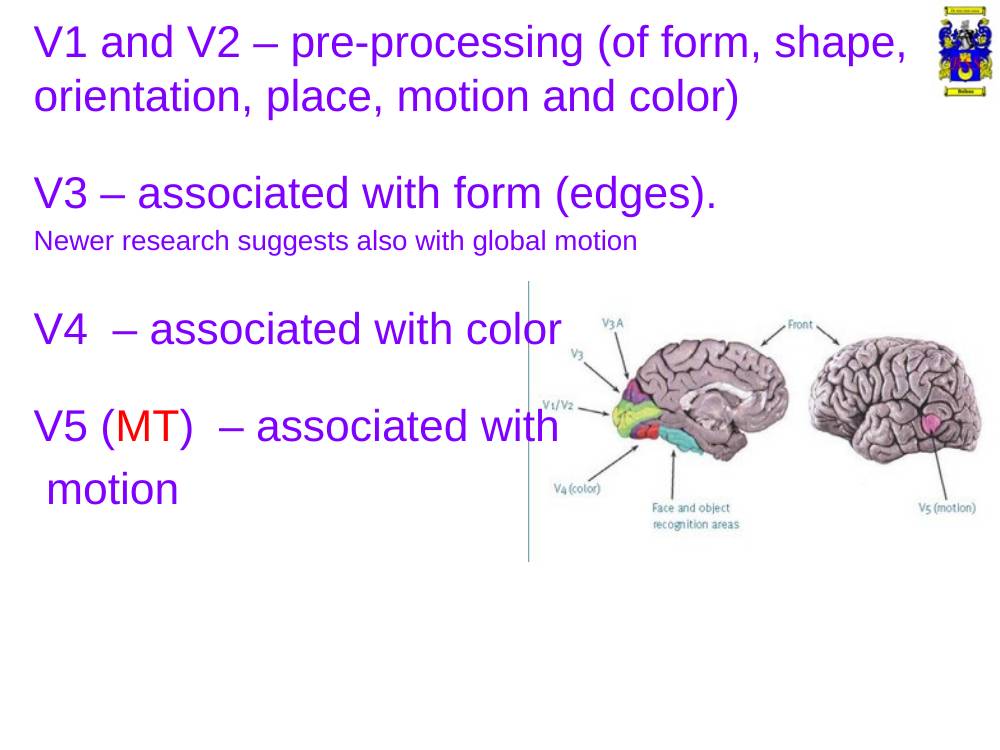 V1 and V2 – pre-processing (of form, shape,
orientation, place, motion and color)
V3 – associated with form (edges).
Newer research suggests also with global motion
V4  – associated with color
V5 (MT)  – associated with
motion
V3A
Front
V3
V1/V2
V4 (color)
Face and object
recognition areas
V5 (motion)